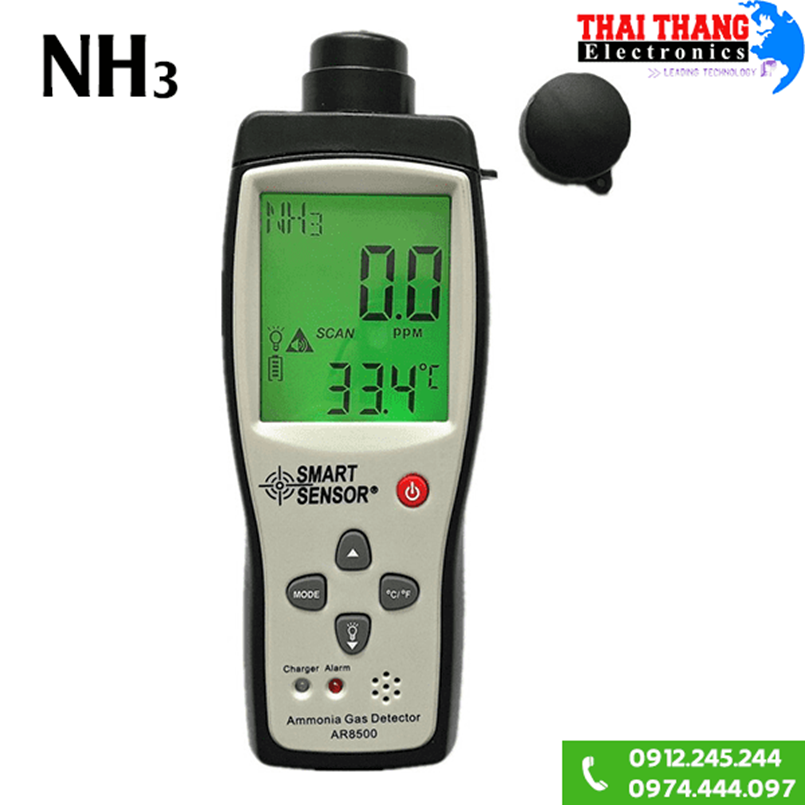 NH₃
THAI THANG
Electronics
LEADING TECHNOLOGY
NH3
0.0
SCAN PPM
33.4°C
SMART
SENSOR®
▲
MODE
°C/°F
▼
Charger Alarm
Ammonia Gas Detector
AR8500
0912.245.244
0974.444.097